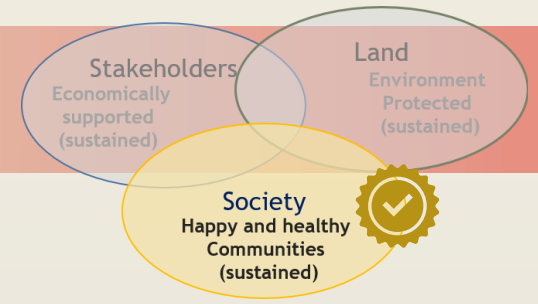 Stakeholders
Economically
supported
(sustained)
Land
Environment
Protected
(sustained)
Society
Happy and healthy
Communities
(sustained)